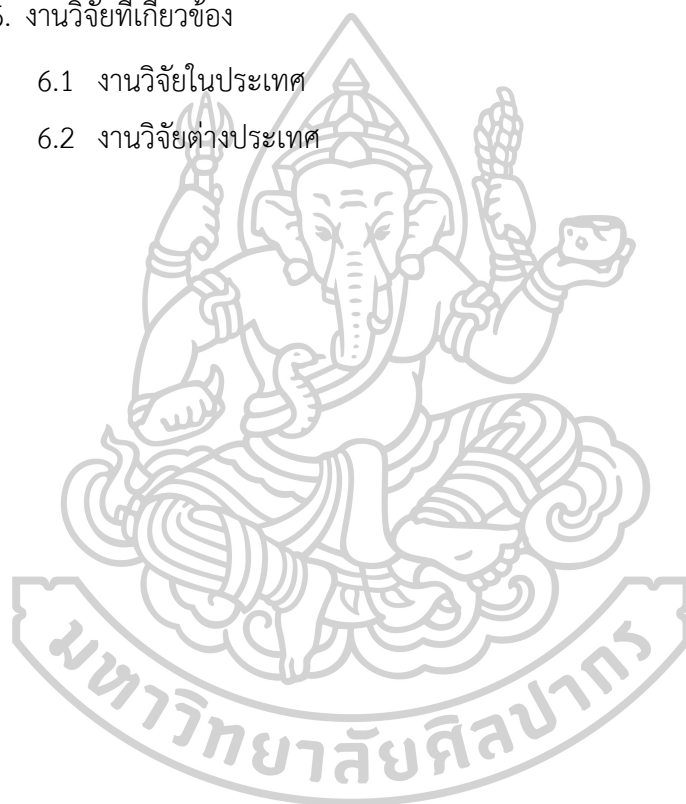 6. งานวิจัยที่เกี่ยวข้อง
6.1 งานวิจัยในประเทศ
6.2 งานวิจัยต่างประเทศ
มหาวิทยาลัยศิลปากร